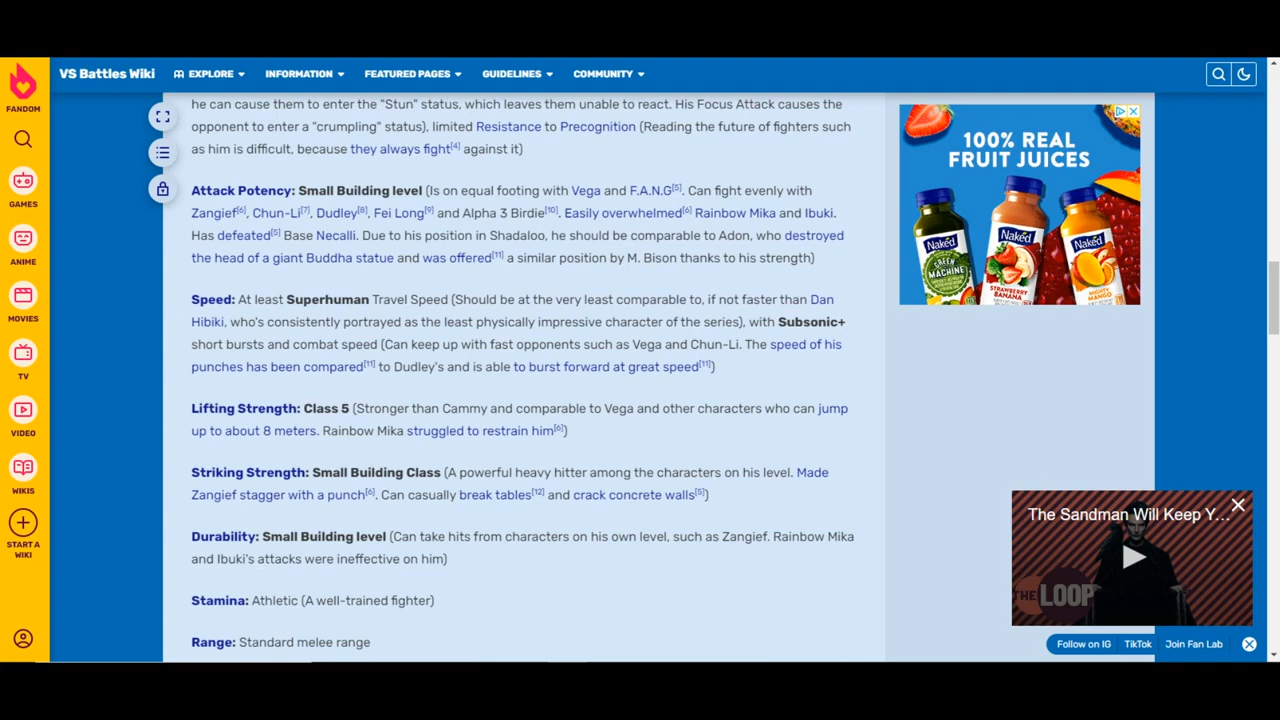 VS Battles Wiki
EXPLORE
INFORMATION
FEATURED PAGES
GUIDELINES
COMMUNITY
FANDOM
GAMES
ANIME
MOVIES
TV
VIDEO
WIKIS
START A
WIKI
he can cause them to enter the "Stun" status, which leaves them unable to react. His Focus Attack causes the
opponent to enter a "crumpling" status), limited Resistance to Precognition (Reading the future of fighters such
as him is difficult, because they always fight[4] against it)
Attack Potency: Small Building level (Is on equal footing with Vega and F.A.N.G[5]. Can fight evenly with
Zangief[6], Chun-Li[7], Dudley[8], Fei Long[9] and Alpha 3 Birdie[10]. Easily overwhelmed[6] Rainbow Mika and Ibuki.
Has defeated[5] Base Necalli. Due to his position in Shadaloo, he should be comparable to Adon, who destroyed
the head of a giant Buddha statue and was offered[11] a similar position by M. Bison thanks to his strength)
Speed: At least Superhuman Travel Speed (Should be at the very least comparable to, if not faster than Dan
Hibiki, who's consistently portrayed as the least physically impressive character of the series), with Subsonic+
short bursts and combat speed (Can keep up with fast opponents such as Vega and Chun-Li. The speed of his
punches has been compared[11] to Dudley's and is able to burst forward at great speed[11])
Lifting Strength: Class 5 (Stronger than Cammy and comparable to Vega and other characters who can jump
up to about 8 meters. Rainbow Mika struggled to restrain him[6])
Striking Strength: Small Building Class (A powerful heavy hitter among the characters on his level. Made
Zangief stagger with a punch[6]. Can casually break tables[12] and crack concrete walls[5])
Durability: Small Building level (Can take hits from characters on his own level, such as Zangief. Rainbow Mika
and Ibuki's attacks were ineffective on him)
Stamina: Athletic (A well-trained fighter)
Range: Standard melee range
100% REAL
FRUIT JUICES
Naked
GREEN
MACHINE
Naked
STRAWBERRY
BANANA
Naked
MIGHTY
MANGO
The Sandman Will Keep Y...
THE LOOP
Follow on IG
TikTok
Join Fan Lab